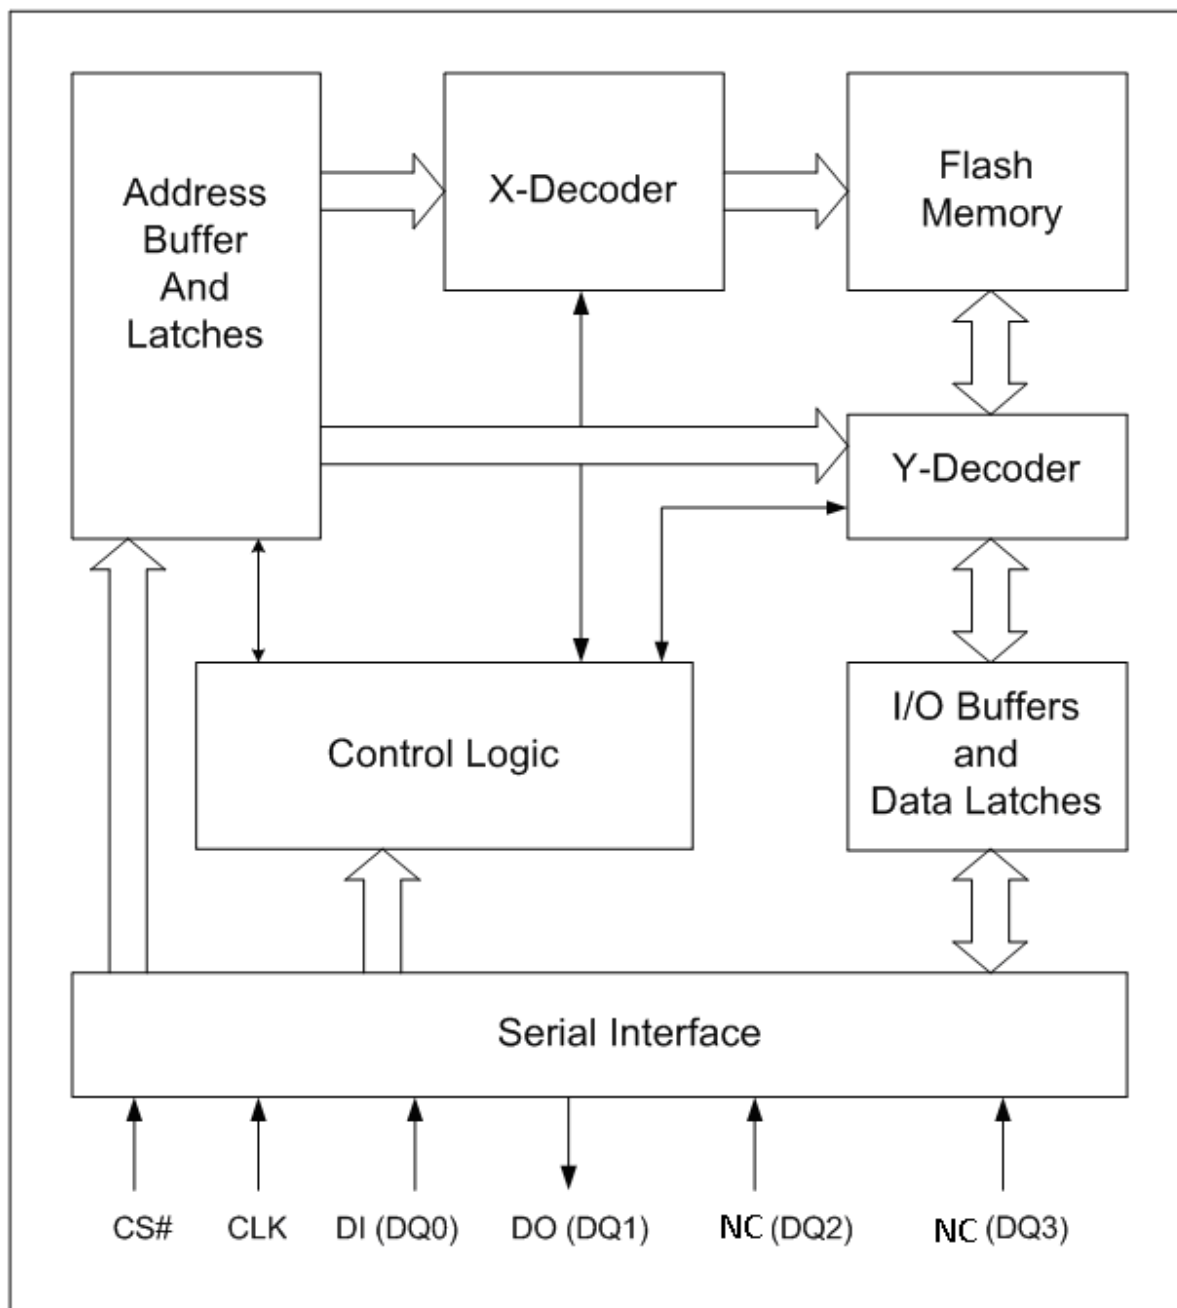 Address
Buffer
And
Latches
X-Decoder
Flash
Memory
Y-Decoder
Control Logic
I/O Buffers
and
Data Latches
Serial Interface
CS#
CLK
DI (DQ0)
DO (DQ1)
NC (DQ2)
NC (DQ3)